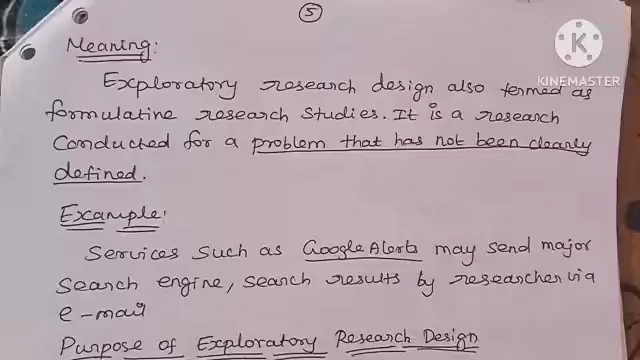 5
K
KINEMASTER
Meaning:
Exploratory research design also termed as
formulative research studies. It is a research
Conducted for a problem that has not been clearly
defined.
Example:
Services such as Google Alerts may send major
search engine, search results by researcher via
e-mail
Purpose of Exploratory Research Design